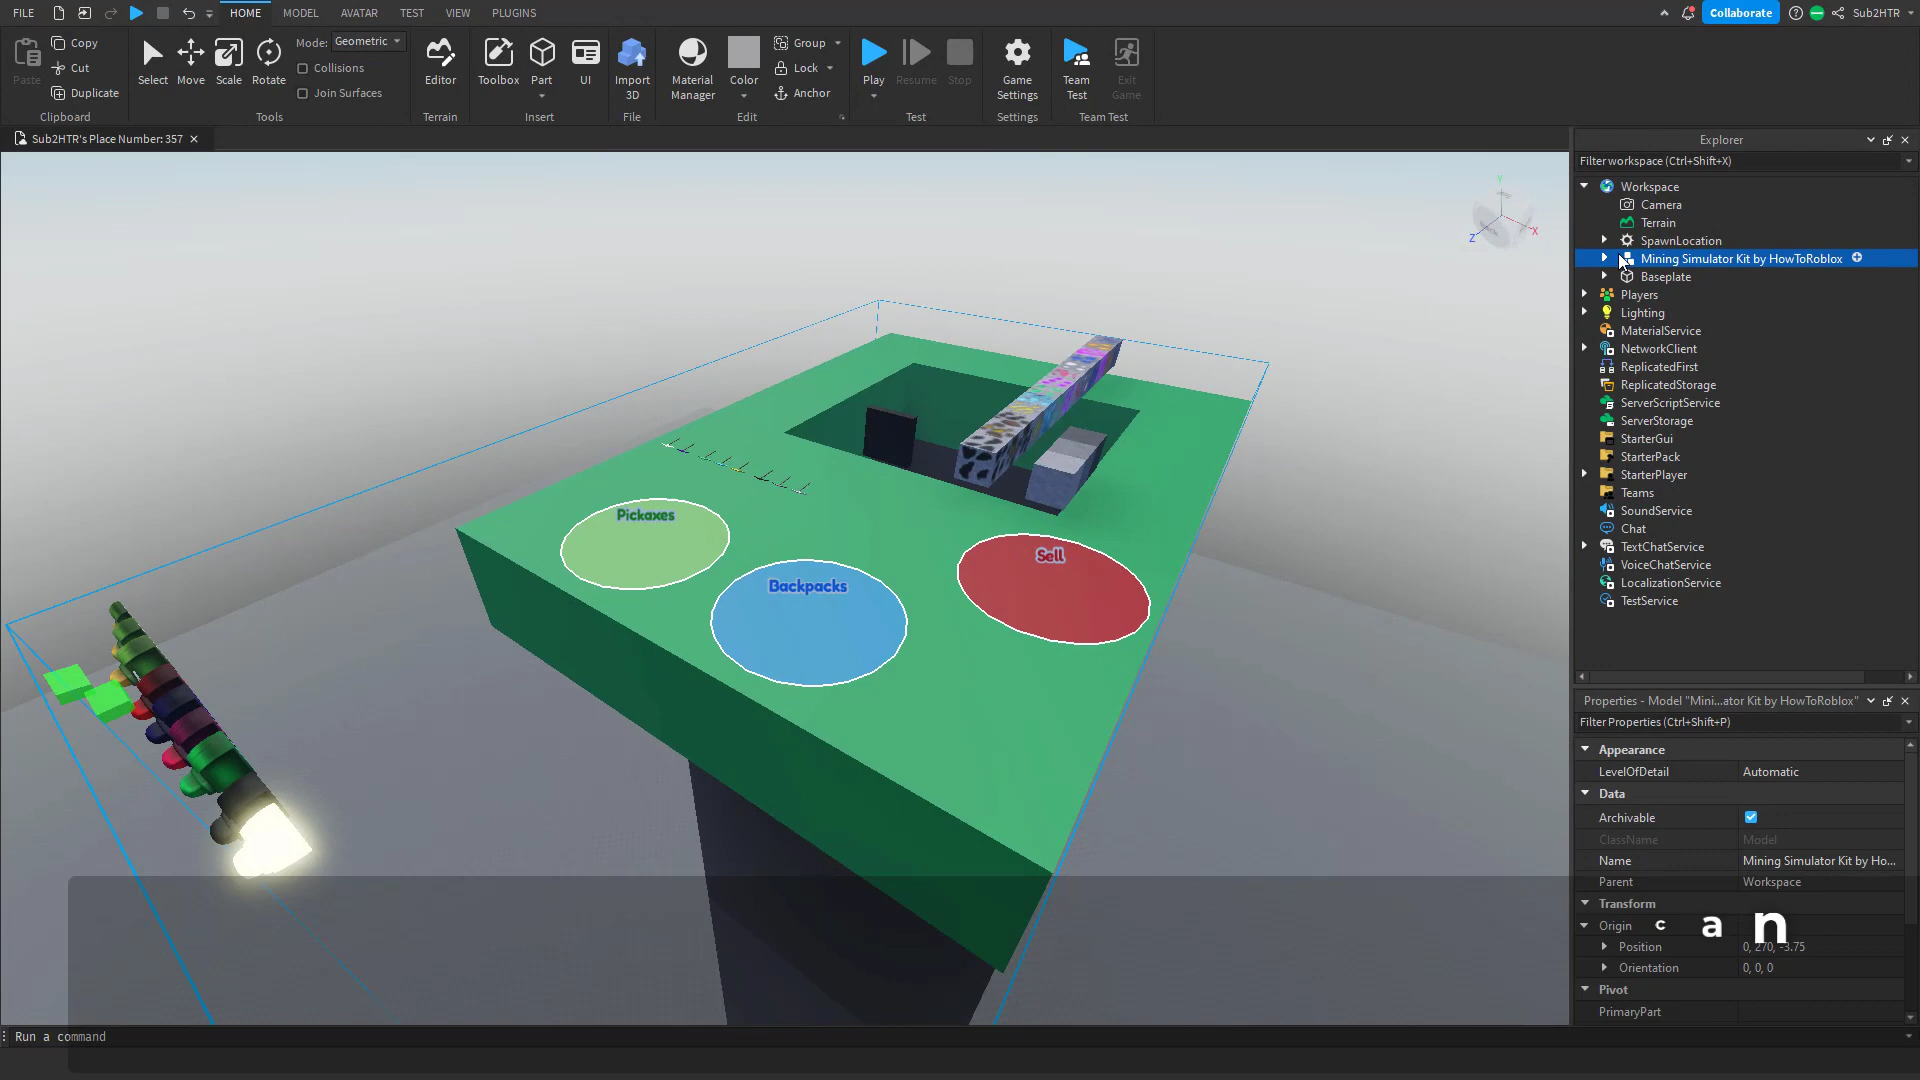 FILE HOME MODEL AVATAR TEST VIEW PLUGINS Collaborate Sub2HTR
Paste Copy Cut Duplicate Clipboard
Select Move Scale Rotate Mode: Geometric Collisions Join Surfaces Tools
Editor Terrain
Toolbox Part UI Insert
Import 3D File
Material Manager Color Group Lock Anchor Edit
Play Resume Stop Test
Game Settings Settings
Team Test Exit Game Team Test
Sub2HTR's Place Number: 357
Pickaxes
Backpacks
Sell
Y
Z
X
Explorer
Filter workspace (Ctrl+Shift+X)
Workspace
Camera
Terrain
SpawnLocation
Mining Simulator Kit by HowToRoblox
Baseplate
Players
Lighting
MaterialService
NetworkClient
ReplicatedFirst
ReplicatedStorage
ServerScriptService
ServerStorage
StarterGui
StarterPack
StarterPlayer
Teams
SoundService
Chat
TextChatService
VoiceChatService
LocalizationService
TestService
Properties - Model "Mini...ator Kit by HowToRoblox"
Filter Properties (Ctrl+Shift+P)
Appearance
LevelOfDetail Automatic
Data
Archivable
ClassName Model
Name Mining Simulator Kit by Ho...
Parent Workspace
Transform
Origin
can
Position 0, 270, -3.75
Orientation 0, 0, 0
Pivot
PrimaryPart
Run a command